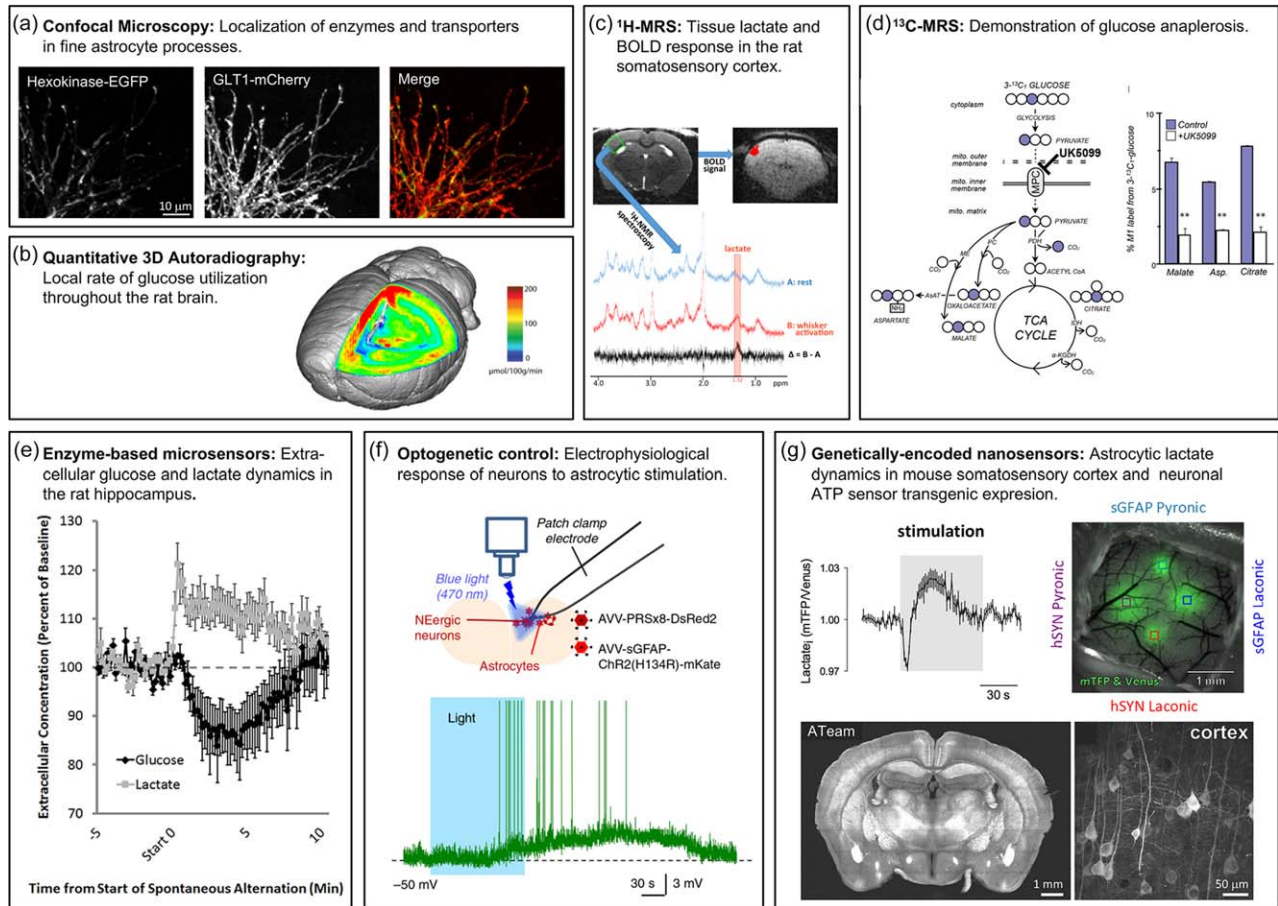 (a) Confocal Microscopy: Localization of enzymes and transporters
in fine astrocyte processes.
Hexokinase-EGFP
GLT1-mCherry
Merge
10 μm
(b) Quantitative 3D Autoradiography:
Local rate of glucose utilization
throughout the rat brain.
200
100
0
μmol/100g/min
(c) ¹H-MRS: Tissue lactate and
BOLD response in the rat
somatosensory cortex.
BOLD
signal
¹H-NMR
spectroscopy
lactate
A: rest
B: whisker
activation
Δ = B - A
4.0 3.0 2.0 1.0 ppm
(d) ¹³C-MRS: Demonstration of glucose anaplerosis.
3-¹³C₁ GLUCOSE
cytoplasm
GLYCOLYSIS
PYRUVATE
mito. outer
membrane
UK5099
mito. inner
membrane
MPC
mito. matrix
PYRUVATE
ME
PC
PDH
CO₂
CO₂
CO₂
ACETYL CoA
AsAT
NH₂
ASPARTATE
OXALOACETATE
MALATE
CITRATE
TCA
CYCLE
IDH
CO₂
α-KGDH
CO₂
Control
+UK5099
% M1 label from 3-¹³C₁-glucose
10
5
0
** ** **
Malate Asp. Citrate
(e) Enzyme-based microsensors: Extra-
cellular glucose and lactate dynamics in
the rat hippocampus.
Extracellular Concentration (Percent of Baseline)
130
120
110
100
90
80
70
Glucose
Lactate
-5 Start 0 5 10
Time from Start of Spontaneous Alternation (Min)
(f) Optogenetic control: Electrophysiological
response of neurons to astrocytic stimulation.
Patch clamp
electrode
Blue light
(470 nm)
NEergic
neurons
Astrocytes
AVV-PRSx8-DsRed2
AVV-sGFAP-
ChR2(H134R)-mKate
Light
–50 mV
30 s
3 mV
(g) Genetically-encoded nanosensors: Astrocytic lactate
dynamics in mouse somatosensory cortex and neuronal
ATP sensor transgenic expresion.
stimulation
Lactateᵢ (mTFP/Venus)
1.03
1.00
0.97
30 s
sGFAP Pyronic
hSYN Pyronic
sGFAP Laconic
mTFP & Venus
1 mm
hSYN Laconic
ATeam
1 mm
cortex
50 μm